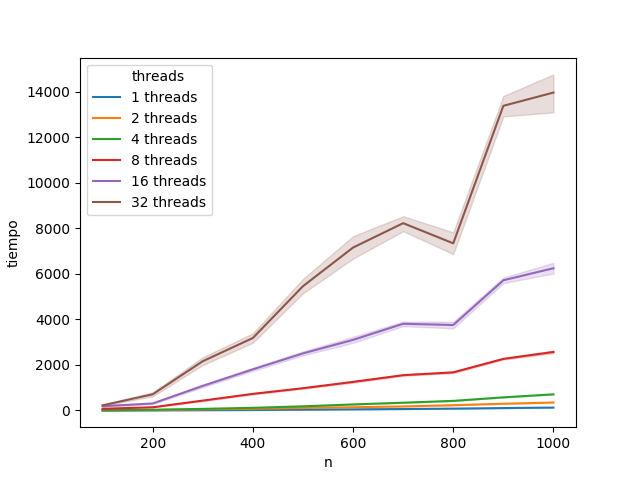 threads
1 threads
2 threads
4 threads
8 threads
16 threads
32 threads
tiempo
14000
12000
10000
8000
6000
4000
2000
0
200 400 600 800 1000
n